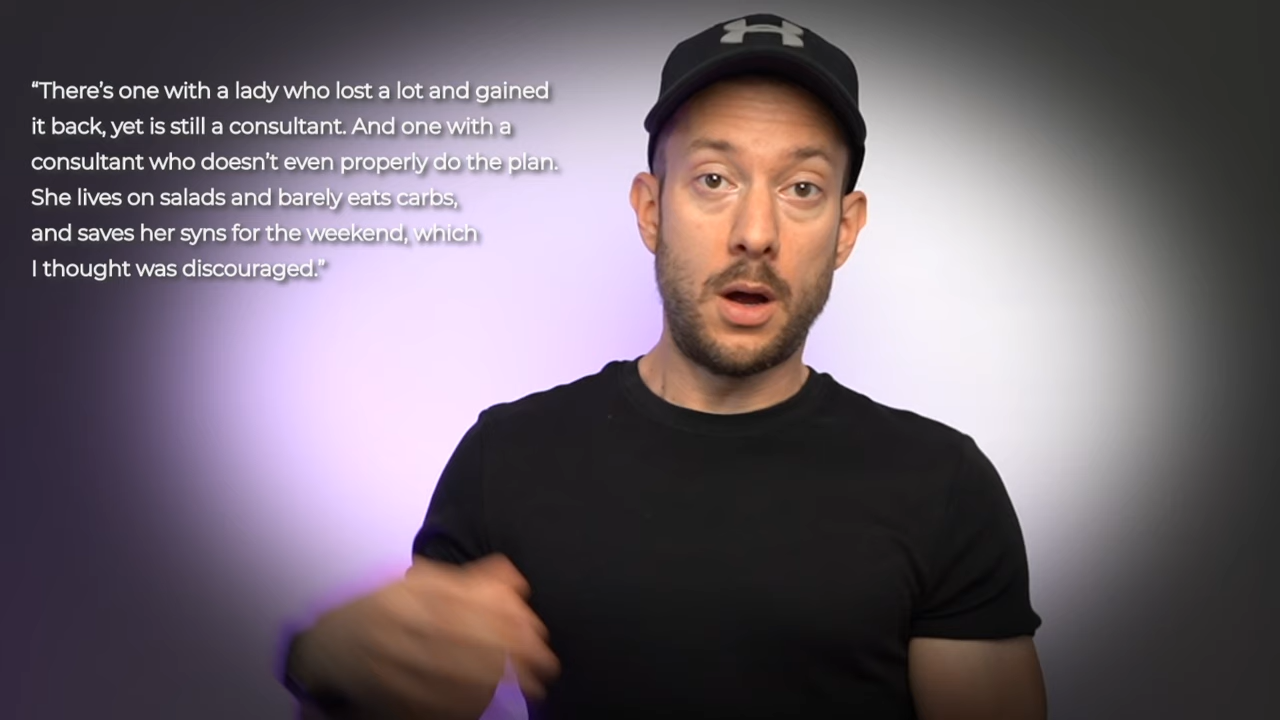 “There’s one with a lady who lost a lot and gained
it back, yet is still a consultant. And one with a
consultant who doesn’t even properly do the plan.
She lives on salads and barely eats carbs,
and saves her syns for the weekend, which
I thought was discouraged.”